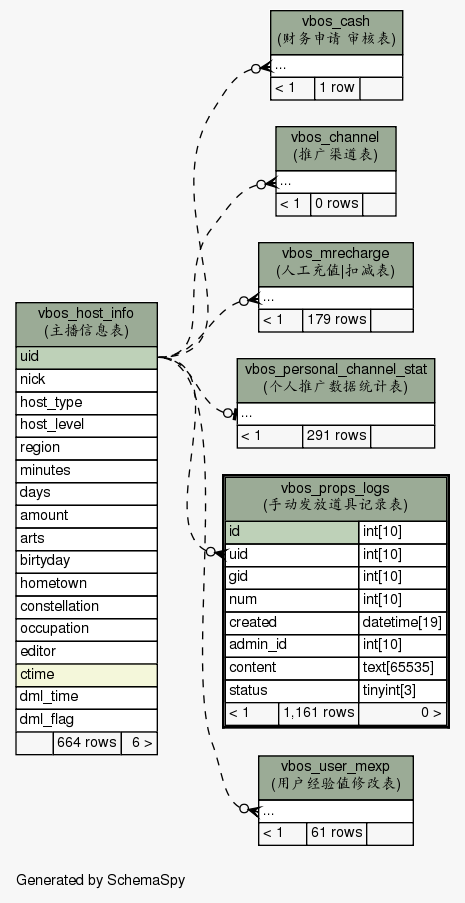 vbos_cash
(财务申请 审核表)
...
< 1 1 row
vbos_channel
(推广渠道表)
...
< 1 0 rows
vbos_mrecharge
(人工充值|扣减表)
...
< 1 179 rows
vbos_host_info
(主播信息表)
uid
nick
host_type
host_level
region
minutes
days
amount
arts
birtyday
hometown
constellation
occupation
editor
ctime
dml_time
dml_flag
664 rows 6 >
vbos_personal_channel_stat
(个人推广数据统计表)
...
< 1 291 rows
vbos_props_logs
(手动发放道具记录表)
id int[10]
uid int[10]
gid int[10]
num int[10]
created datetime[19]
admin_id int[10]
content text[65535]
status tinyint[3]
< 1 1,161 rows 0 >
vbos_user_mexp
(用户经验值修改表)
...
< 1 61 rows
Generated by SchemaSpy